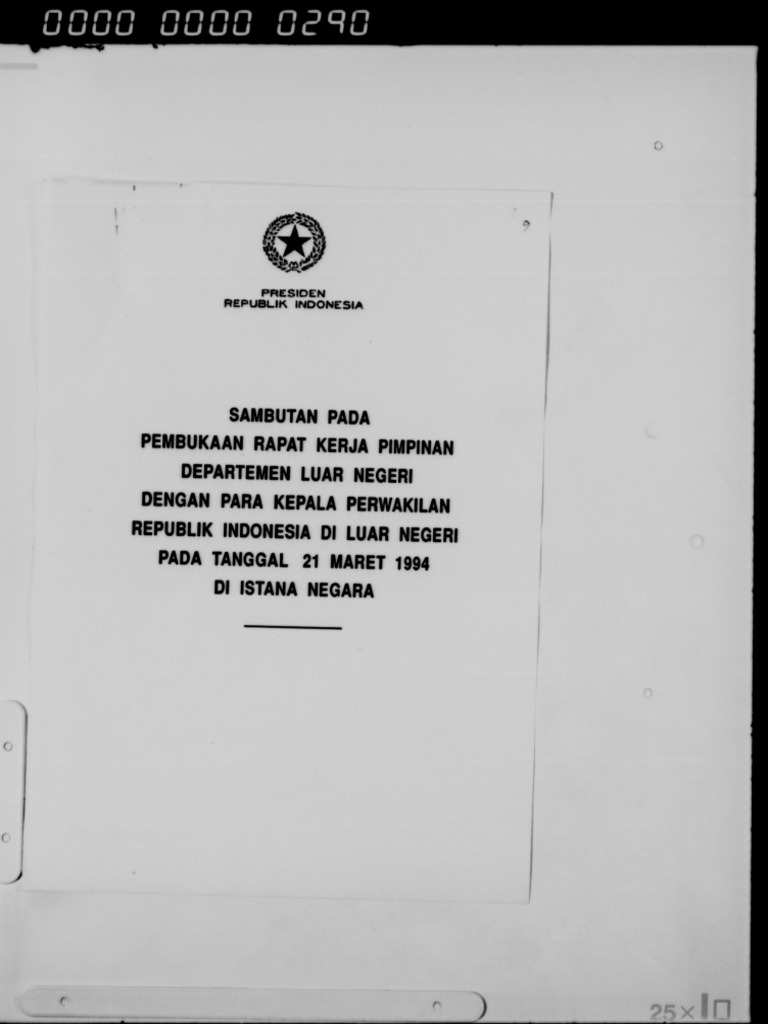 0000 0000 0290
9
PRESIDEN
REPUBLIK INDONESIA
SAMBUTAN PADA
PEMBUKAAN RAPAT KERJA PIMPINAN
DEPARTEMEN LUAR NEGERI
DENGAN PARA KEPALA PERWAKILAN
REPUBLIK INDONESIA DI LUAR NEGERI
PADA TANGGAL 21 MARET 1994
DI ISTANA NEGARA
25×